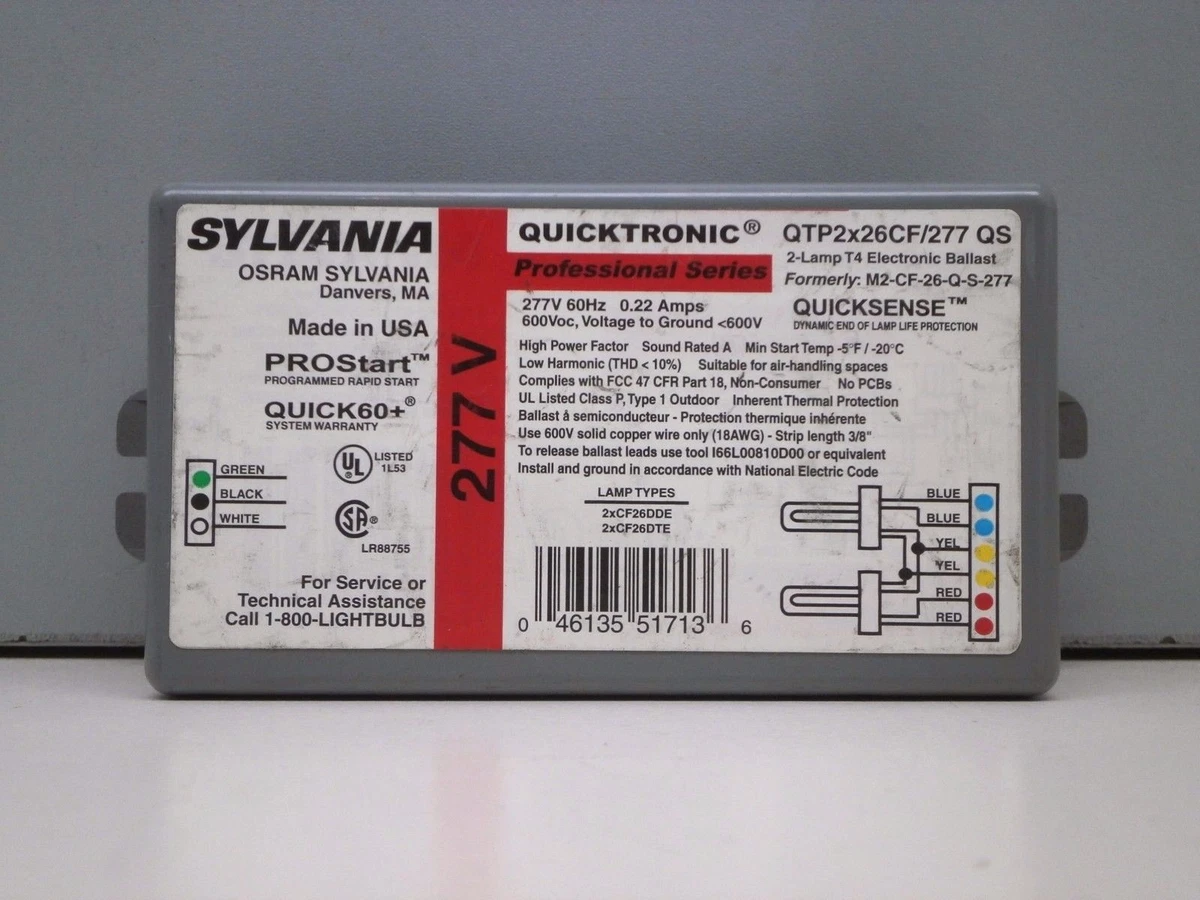 SYLVANIA
OSRAM SYLVANIA
Danvers, MA
Made in USA
PROStart™
PROGRAMMED RAPID START
QUICK60+®
SYSTEM WARRANTY
UL® LISTED
1L53
GREEN
BLACK
WHITE
SA®
LR88755
For Service or
Technical Assistance
Call 1-800-LIGHTBULB
277 V
QUICKTRONIC®
Professional Series
QTP2x26CF/277 QS
2-Lamp T4 Electronic Ballast
Formerly: M2-CF-26-Q-S-277
277V 60Hz 0.22 Amps
600Voc, Voltage to Ground <600V
QUICKSENSE™
DYNAMIC END OF LAMP LIFE PROTECTION
High Power Factor Sound Rated A Min Start Temp -5°F / -20°C
Low Harmonic (THD < 10%) Suitable for air-handling spaces
Complies with FCC 47 CFR Part 18, Non-Consumer No PCBs
UL Listed Class P, Type 1 Outdoor Inherent Thermal Protection
Ballast à semiconducteur - Protection thermique inhérente
Use 600V solid copper wire only (18AWG) - Strip length 3/8"
To release ballast leads use tool I66L00810D00 or equivalent
Install and ground in accordance with National Electric Code
LAMP TYPES
2xCF26DDE
2xCF26DTE
0 46135 51713 6
BLUE
BLUE
YEL
YEL
RED
RED